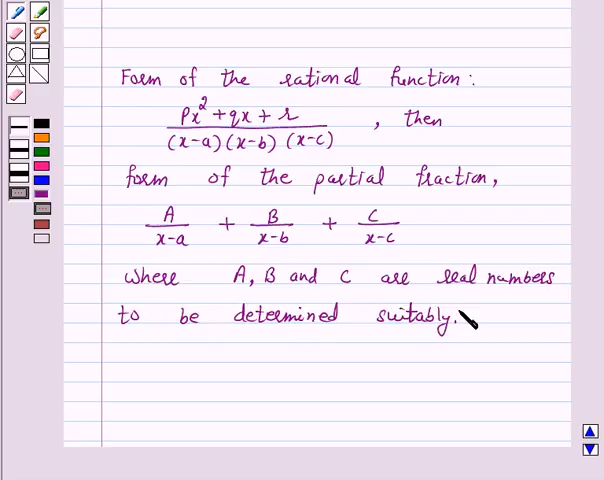 Form of the rational function:
px² + qx + r / (x-a)(x-b)(x-c) , then
form of the partial fraction,
A/(x-a) + B/(x-b) + C/(x-c)
where A, B and C are real numbers
to be determined suitably.